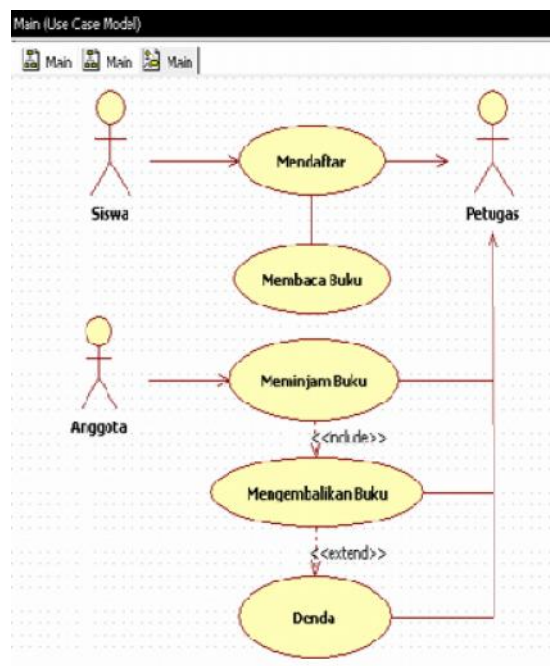 Main (Use Case Model)
Main Main Main
Mendaftar
Siswa
Petugas
Membaca Buku
Meminjam Buku
Anggota
<<include>>
Mengembalikan Buku
<<extend>>
Denda